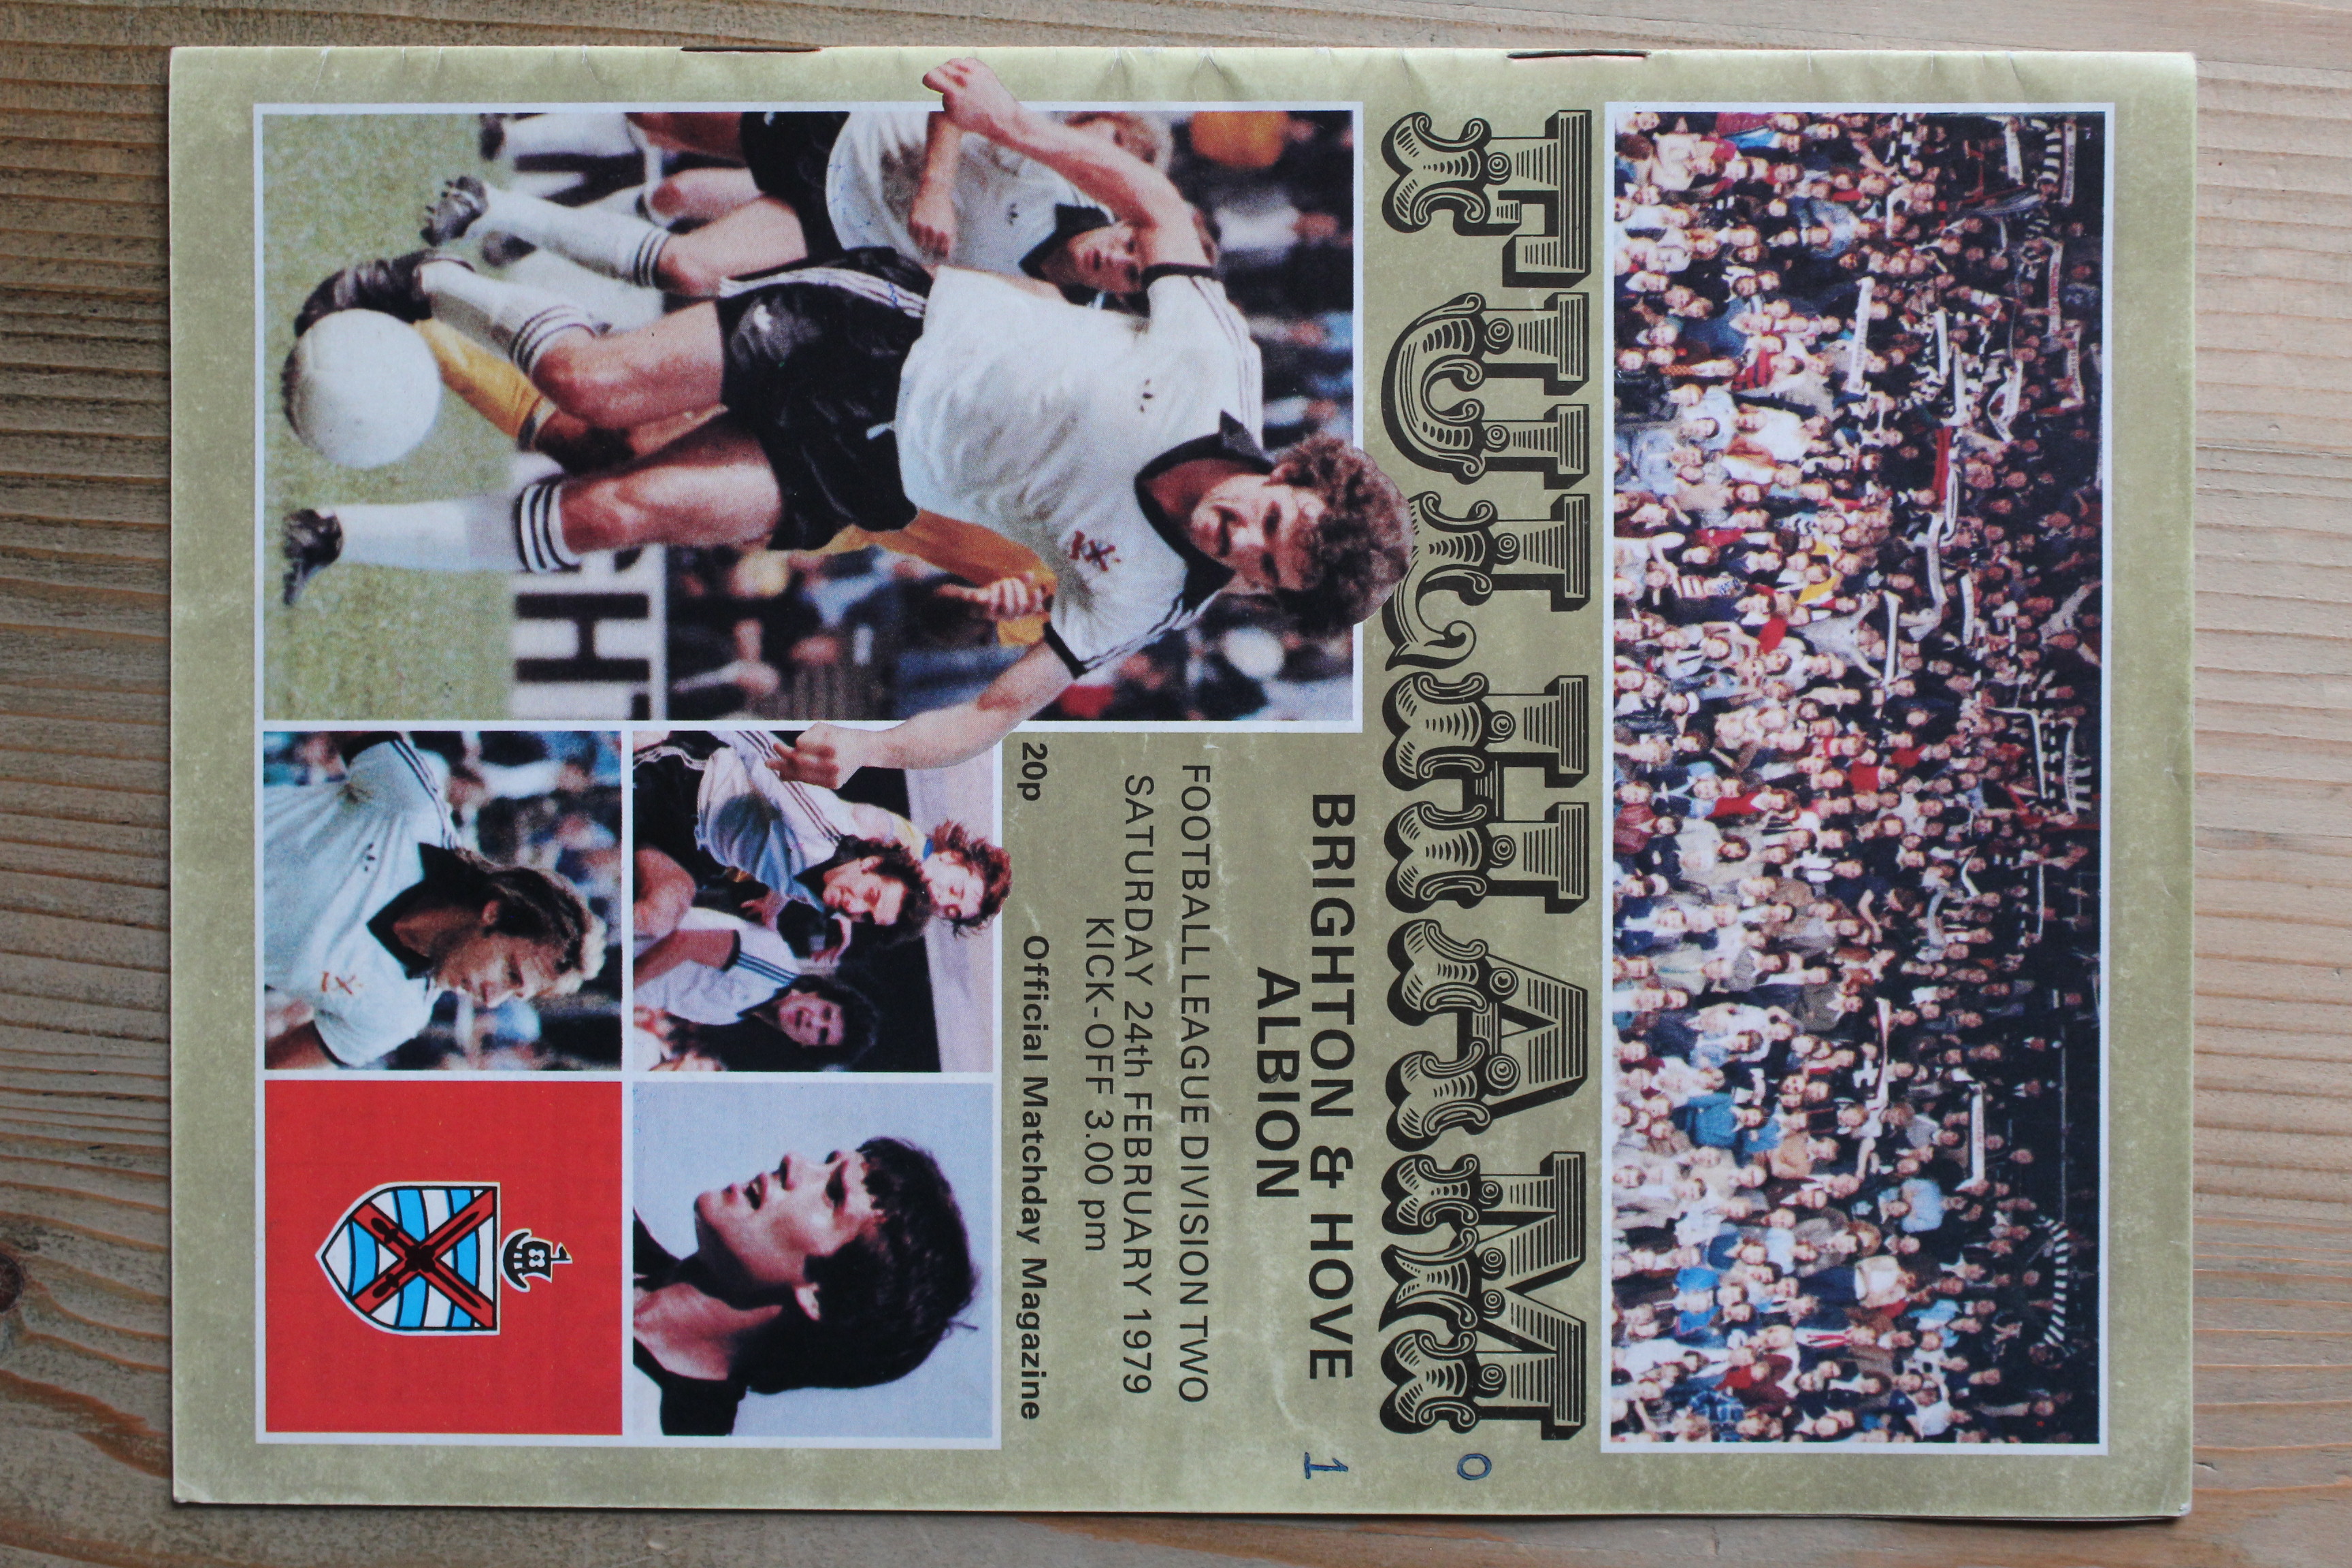 FULHAM 0
BRIGHTON & HOVE 1
ALBION
FOOTBALL LEAGUE DIVISION TWO
SATURDAY 24th FEBRUARY 1979
KICK-OFF 3.00 pm
20p Official Matchday Magazine